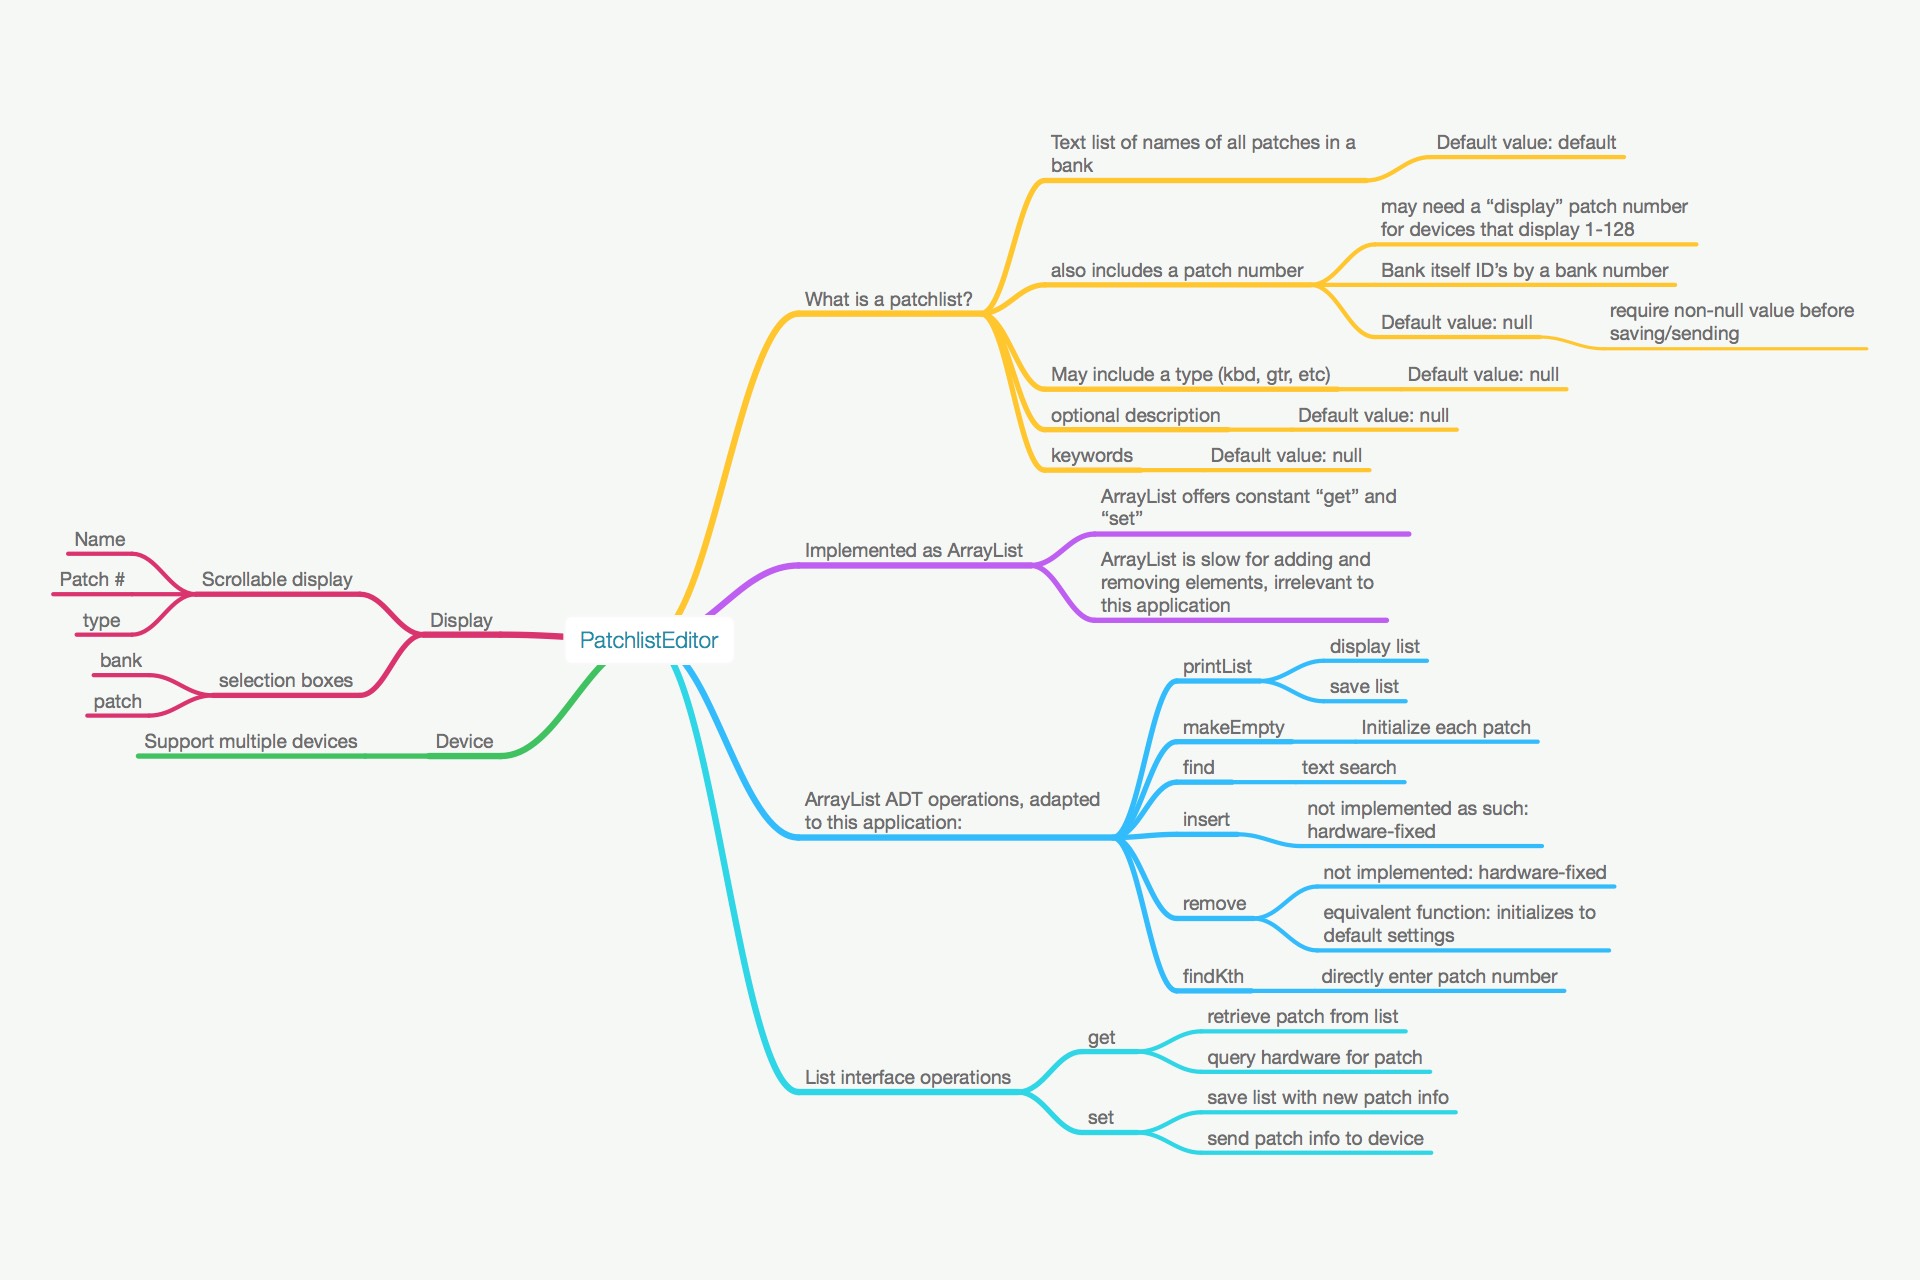 PatchlistEditor
What is a patchlist?
Text list of names of all patches in a
bank
Default value: default
also includes a patch number
may need a “display” patch number
for devices that display 1-128
Bank itself ID’s by a bank number
Default value: null
require non-null value before
saving/sending
May include a type (kbd, gtr, etc)
Default value: null
optional description
Default value: null
keywords
Default value: null
Implemented as ArrayList
ArrayList offers constant “get” and
“set”
ArrayList is slow for adding and
removing elements, irrelevant to
this application
ArrayList ADT operations, adapted
to this application:
printList
display list
save list
makeEmpty
Initialize each patch
find
text search
insert
not implemented as such:
hardware-fixed
remove
not implemented: hardware-fixed
equivalent function: initializes to
default settings
findKth
directly enter patch number
List interface operations
get
retrieve patch from list
query hardware for patch
set
save list with new patch info
send patch info to device
Display
Scrollable display
Name
Patch #
type
selection boxes
bank
patch
Device
Support multiple devices